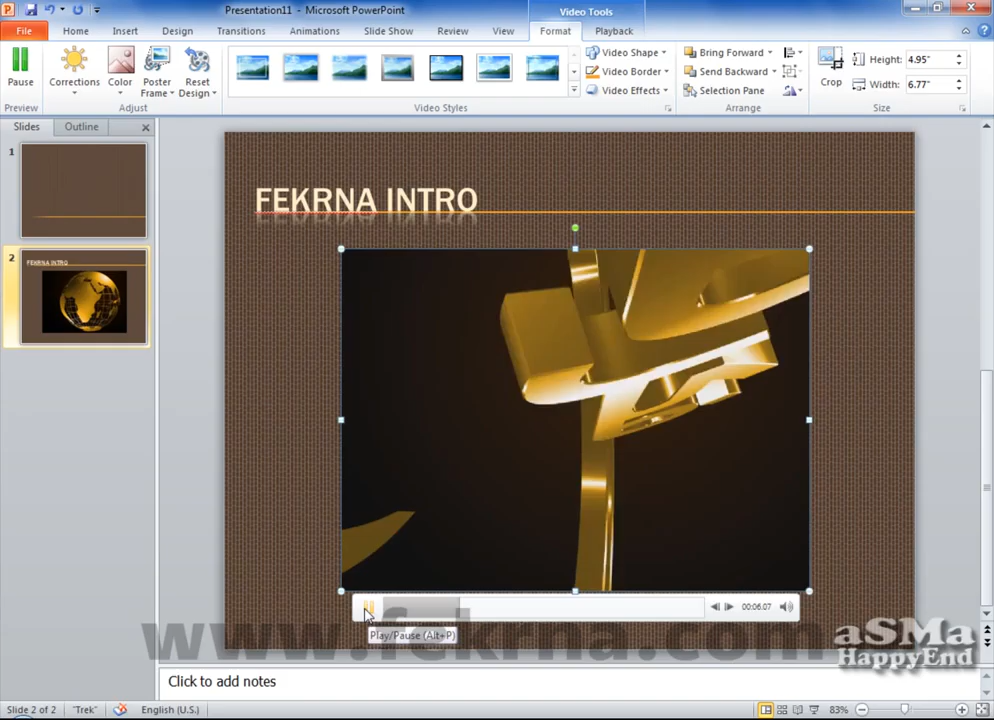 Presentation11 - Microsoft PowerPoint
Video Tools
File
Home
Insert
Design
Transitions
Animations
Slide Show
Review
View
Format
Playback
Pause
Corrections
Color
Poster Frame
Reset Design
Video Shape
Video Border
Video Effects
Bring Forward
Send Backward
Selection Pane
Crop
Height: 4.95"
Width: 6.77"
Preview
Adjust
Video Styles
Arrange
Size
Slides
Outline
1
2
FEKRNA INTRO
FEKRNA INTRO
00:06.07
Play/Pause (Alt+P)
www.fekrna.com
aSMa
HappyEnd
Click to add notes
Slide 2 of 2
"Trek"
English (U.S.)
83%